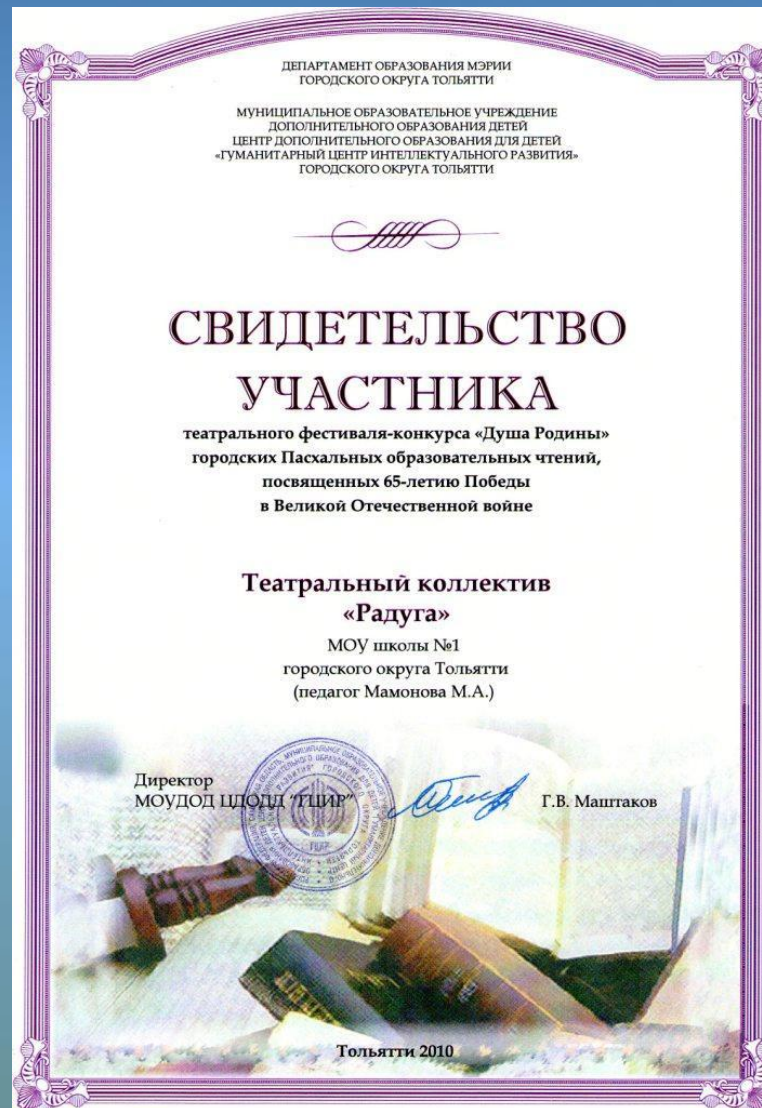 ДЕПАРТАМЕНТ ОБРАЗОВАНИЯ МЭРИИ
ГОРОДСКОГО ОКРУГА ТОЛЬЯТТИ
МУНИЦИПАЛЬНОЕ ОБРАЗОВАТЕЛЬНОЕ УЧРЕЖДЕНИЕ
ДОПОЛНИТЕЛЬНОГО ОБРАЗОВАНИЯ ДЕТЕЙ
ЦЕНТР ДОПОЛНИТЕЛЬНОГО ОБРАЗОВАНИЯ ДЛЯ ДЕТЕЙ
«ГУМАНИТАРНЫЙ ЦЕНТР ИНТЕЛЛЕКТУАЛЬНОГО РАЗВИТИЯ»
ГОРОДСКОГО ОКРУГА ТОЛЬЯТТИ
СВИДЕТЕЛЬСТВО
УЧАСТНИКА
театрального фестиваля-конкурса «Душа Родины»
городских Пасхальных образовательных чтений,
посвященных 65-летию Победы
в Великой Отечественной войне
Театральный коллектив
«Радуга»
МОУ школы №1
городского округа Тольятти
(педагог Мамонова М.А.)
Директор
МОУДОД ЦДОДД "ГЦИР" Г.В. Маштаков
Тольятти 2010